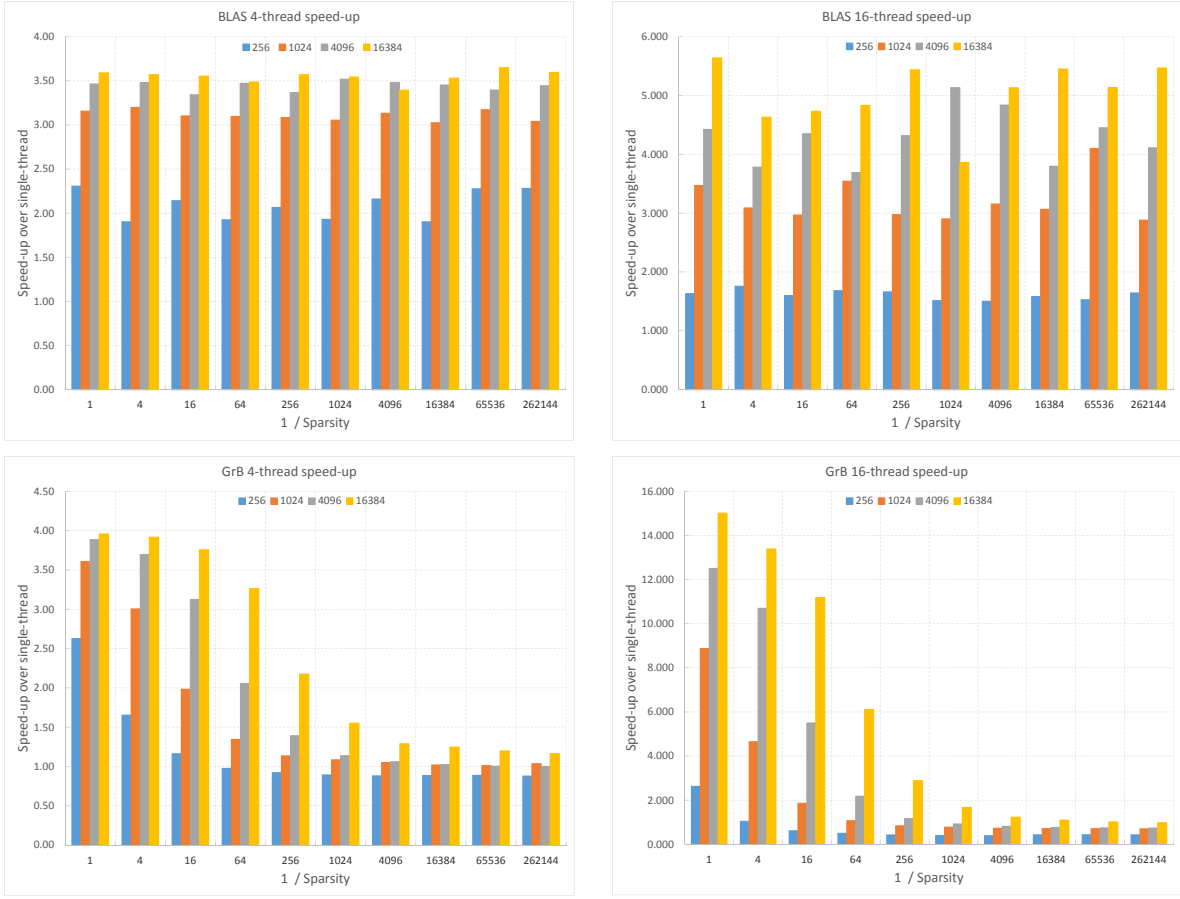 BLAS 4-thread speed-up
256 1024 4096 16384
Speed-up over single-thread
4.00
3.50
3.00
2.50
2.00
1.50
1.00
0.50
0.00
1 4 16 64 256 1024 4096 16384 65536 262144
1 / Sparsity
BLAS 16-thread speed-up
256 1024 4096 16384
Speed-up over single-thread
6.000
5.000
4.000
3.000
2.000
1.000
0.000
1 4 16 64 256 1024 4096 16384 65536 262144
1 / Sparsity
GrB 4-thread speed-up
256 1024 4096 16384
Speed-up over single-thread
4.50
4.00
3.50
3.00
2.50
2.00
1.50
1.00
0.50
0.00
1 4 16 64 256 1024 4096 16384 65536 262144
1 / Sparsity
GrB 16-thread speed-up
256 1024 4096 16384
Speed-up over single-thread
16.000
14.000
12.000
10.000
8.000
6.000
4.000
2.000
0.000
1 4 16 64 256 1024 4096 16384 65536 262144
1 / Sparsity